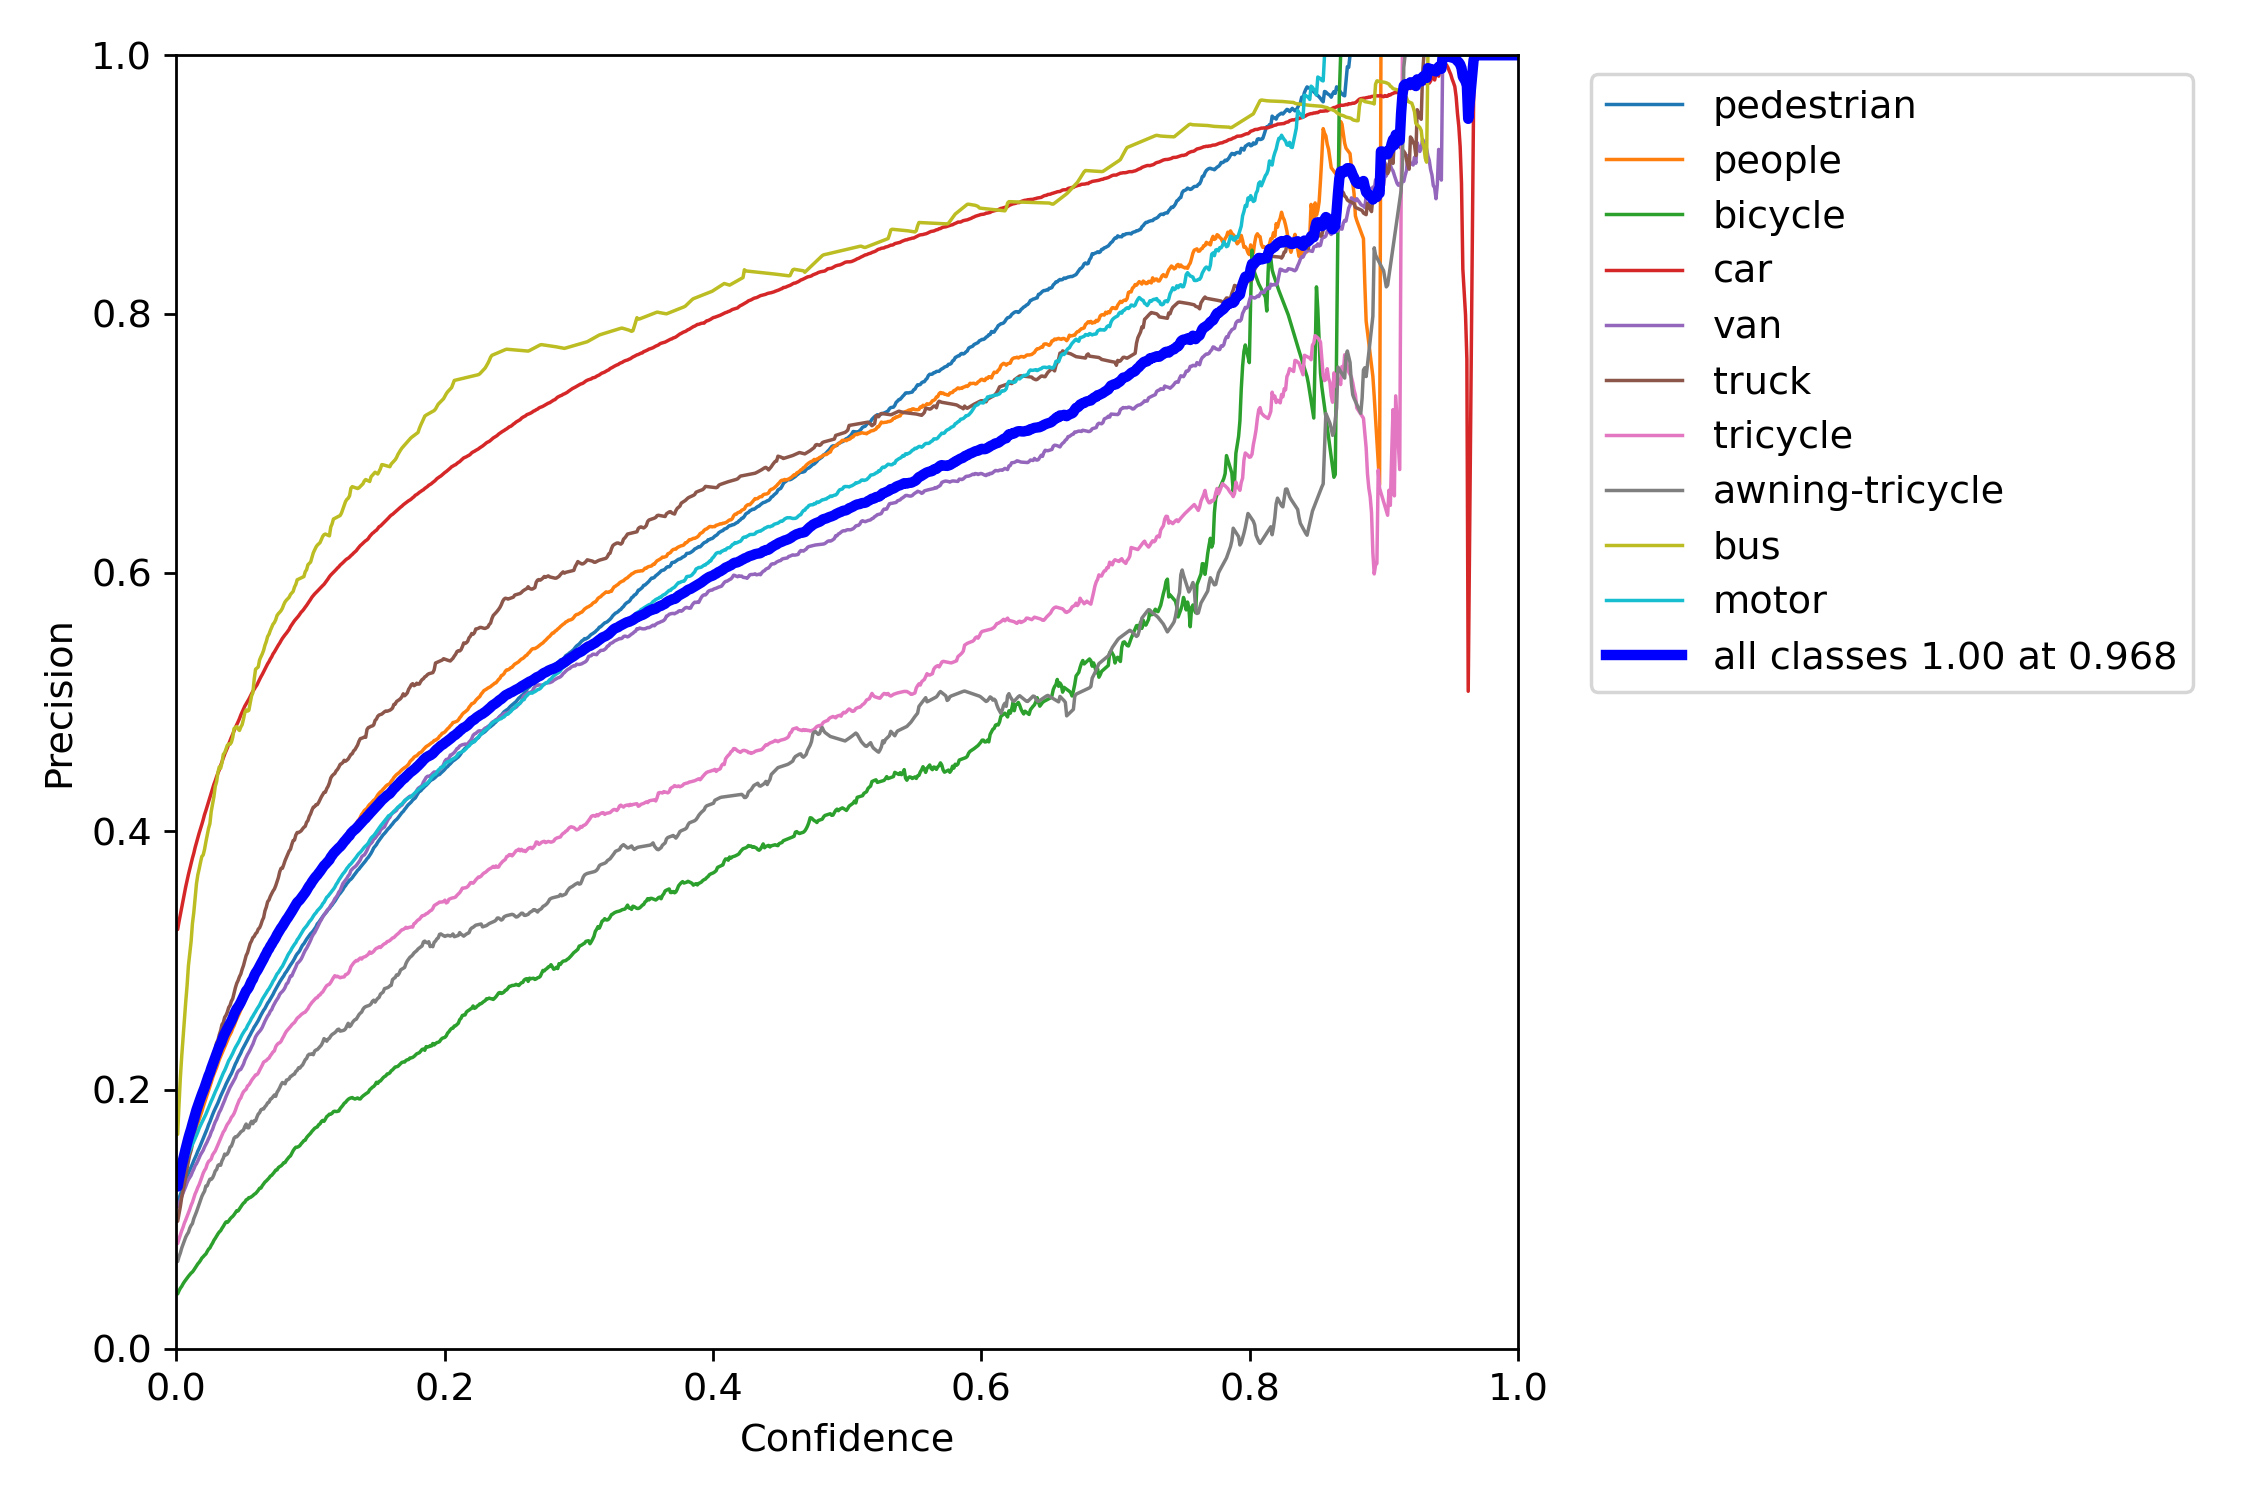 1.0
0.8
0.6
0.4
0.2
0.0
Precision
0.0 0.2 0.4 0.6 0.8 1.0
Confidence
pedestrian
people
bicycle
car
van
truck
tricycle
awning-tricycle
bus
motor
all classes 1.00 at 0.968